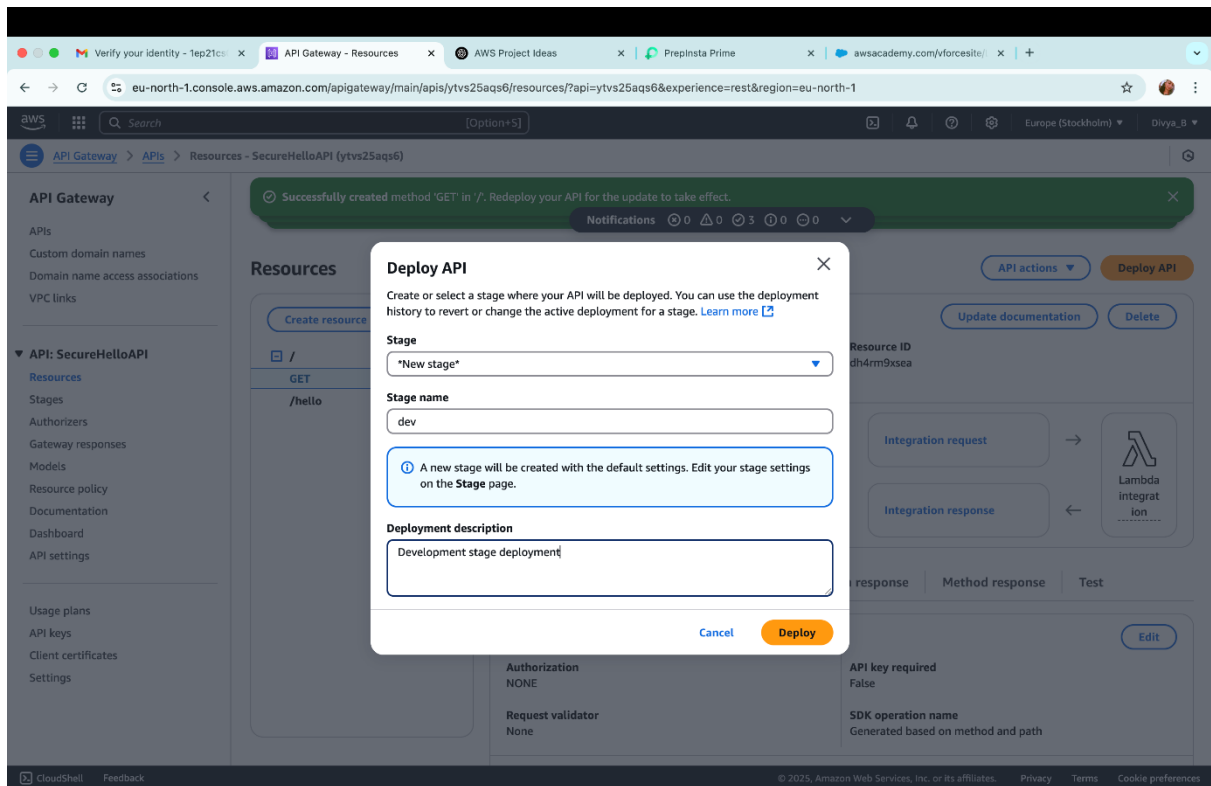 Verify your identity - 1ep21cs
API Gateway - Resources
AWS Project Ideas
PrepInsta Prime
awsacademy.com/vforcesite/
eu-north-1.console.aws.amazon.com/apigateway/main/apis/ytvs25aqs6/resources/?api=ytvs25aqs6&experience=rest&region=eu-north-1
aws
Search
[Option+S]
Europe (Stockholm)
Divya_B
API Gateway > APIs > Resources - SecureHelloAPI (ytvs25aqs6)
API Gateway
APIs
Custom domain names
Domain name access associations
VPC links
API: SecureHelloAPI
Resources
Stages
Authorizers
Gateway responses
Models
Resource policy
Documentation
Dashboard
API settings
Usage plans
API keys
Client certificates
Settings
Successfully created method 'GET' in '/'. Redeploy your API for the update to take effect.
Notifications 0 0 3 0 0
Resources
API actions
Deploy API
Create resource
/
GET
/hello
Update documentation
Delete
Resource ID
dh4rm9xsea
Integration request
Integration response
Lambda
integrat
ion
response
Method response
Test
Edit
Authorization
NONE
API key required
False
Request validator
None
SDK operation name
Generated based on method and path
Deploy API
Create or select a stage where your API will be deployed. You can use the deployment
history to revert or change the active deployment for a stage. Learn more
Stage
*New stage*
Stage name
dev
A new stage will be created with the default settings. Edit your stage settings
on the Stage page.
Deployment description
Development stage deployment
Cancel
Deploy
CloudShell
Feedback
© 2025, Amazon Web Services, Inc. or its affiliates.
Privacy
Terms
Cookie preferences